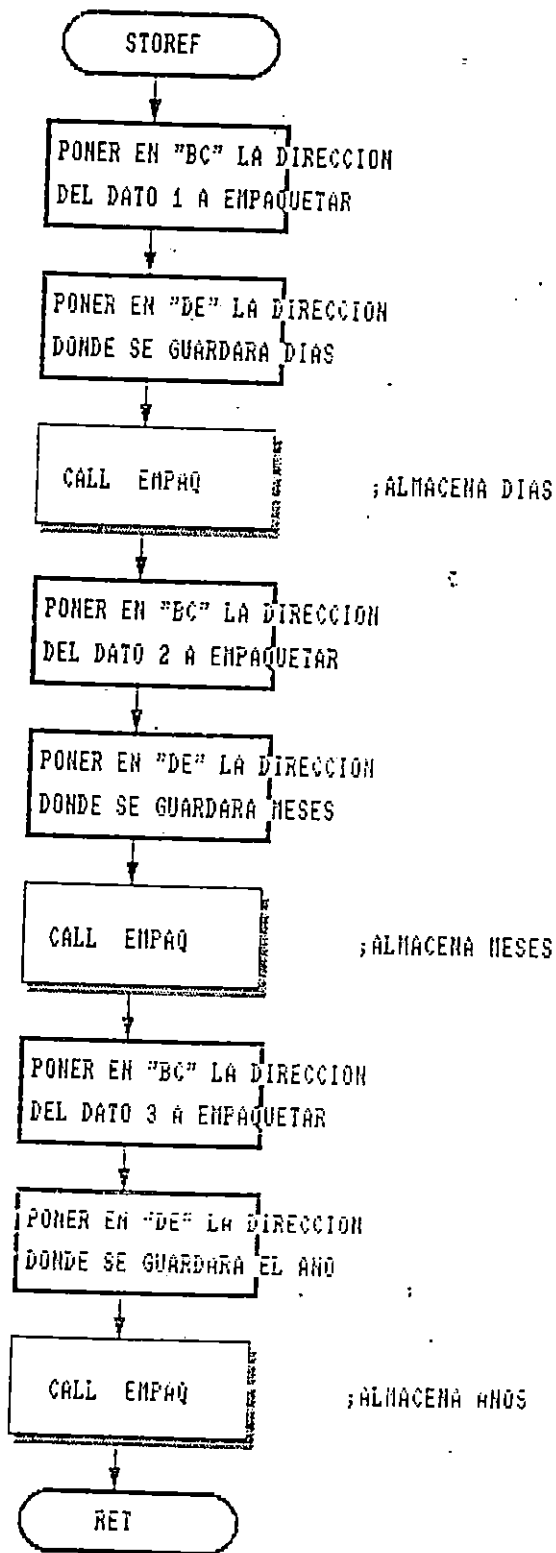 STOREF
PONER EN "BC" LA DIRECCION
DEL DATO 1 A EMPAQUETAR
PONER EN "DE" LA DIRECCION
DONDE SE GUARDARA DIAS
CALL EMPAQ
;ALMACENA DIAS
PONER EN "BC" LA DIRECCION
DEL DATO 2 A EMPAQUETAR
PONER EN "DE" LA DIRECCION
DONDE SE GUARDARA MESES
CALL EMPAQ
;ALMACENA MESES
PONER EN "BC" LA DIRECCION
DEL DATO 3 A EMPAQUETAR
PONER EN "DE" LA DIRECCION
DONDE SE GUARDARA EL ANO
CALL EMPAQ
;ALMACENA ANOS
RET